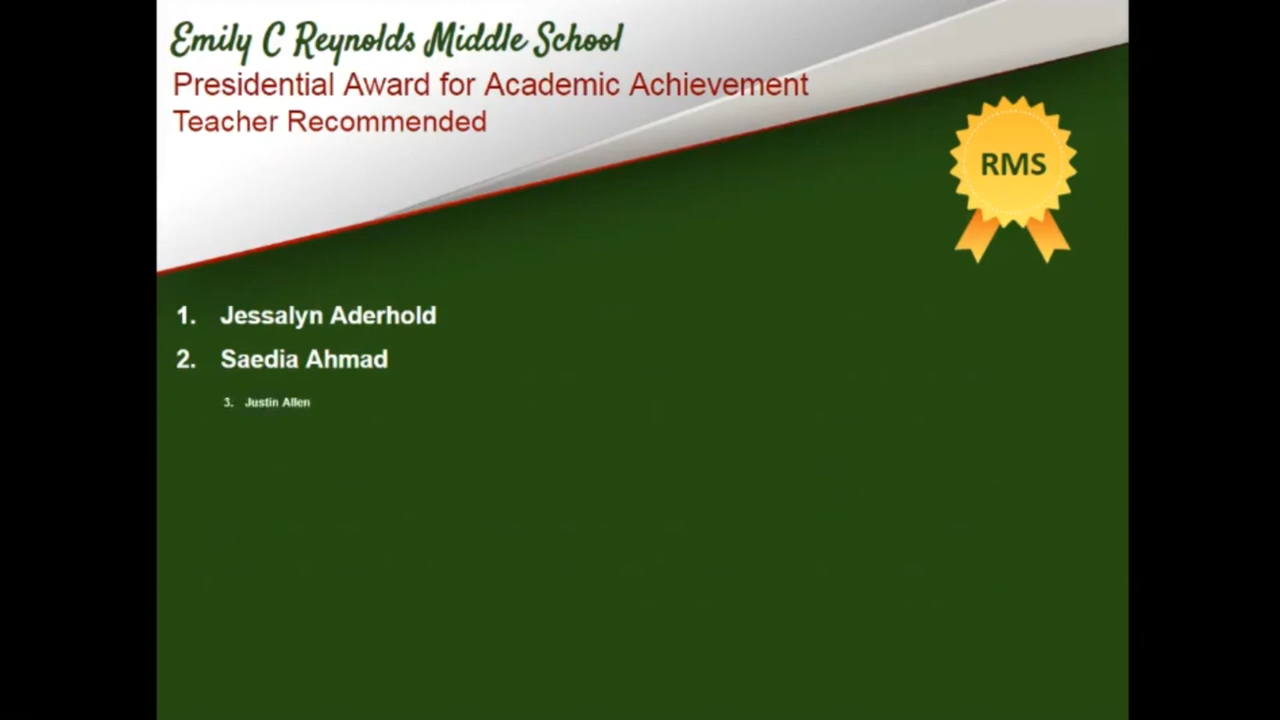 Emily C Reynolds Middle School
Presidential Award for Academic Achievement
Teacher Recommended
RMS
1. Jessalyn Aderhold
2. Saedia Ahmad
3. Justin Allen